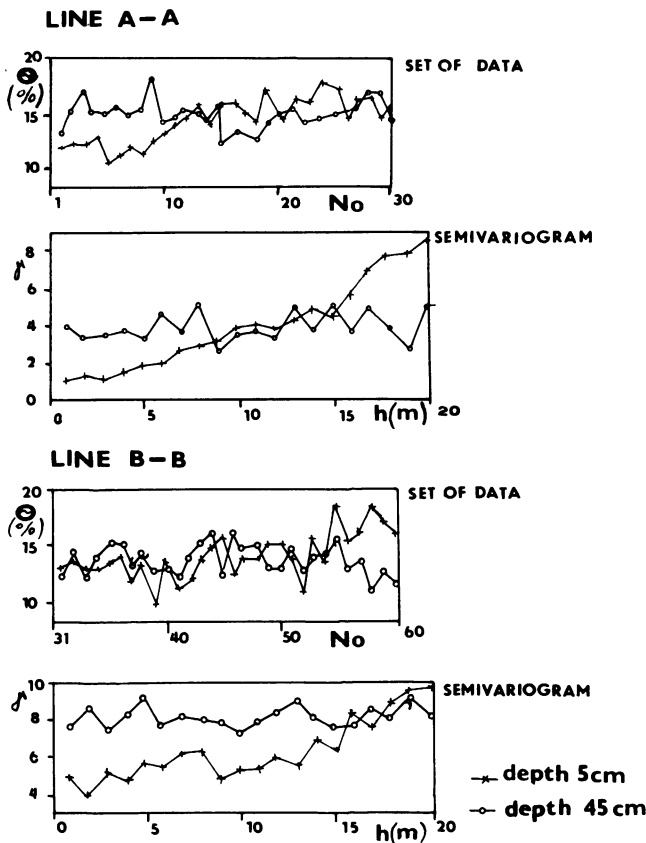 LINE A-A
20
SET OF DATA
(%)
15
10
1
10
20
No
30
SEMIVARIOGRAM
8
γ
6
4
2
0
0
5
10
15
h(m)
20
LINE B-B
20
SET OF DATA
(%)
15
10
31
40
50
No
60
10
SEMIVARIOGRAM
γ
8
6
4
depth 5cm
depth 45cm
0
5
10
15
20
h(m)